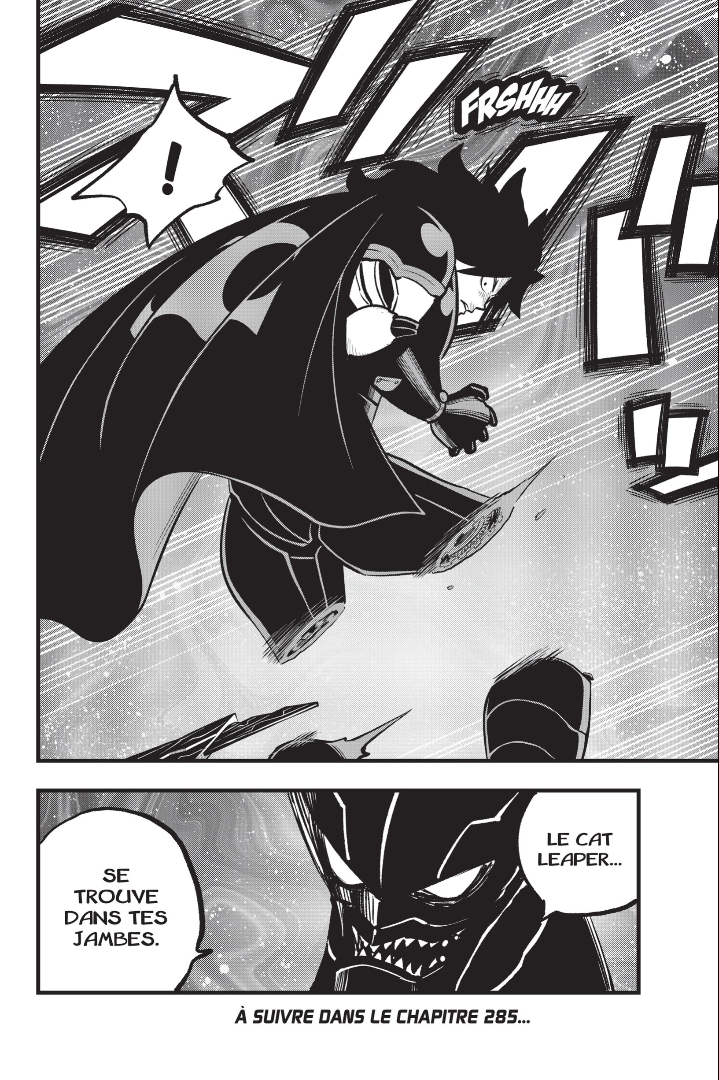 !
FRSHHH
LE CAT
LEAPER...
SE
TROUVE
DANS TES
JAMBES.
À SUIVRE DANS LE CHAPITRE 285...